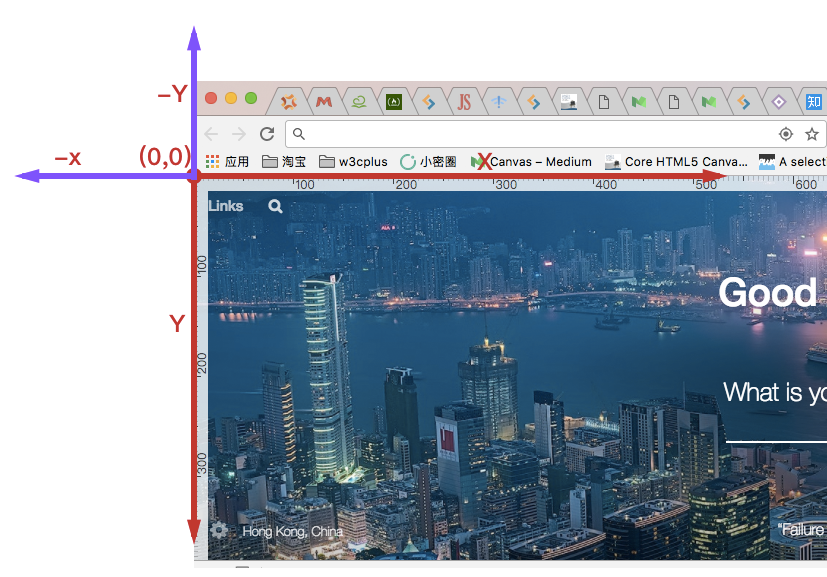 –Y
JS
知
–x
(0,0)
应用
淘宝
w3cplus
小密圈
X
Canvas – Medium
Core HTML5 Canva...
A select
100
200
300
400
500
600
Links
AIA
100
Good
Y
200
What is yo
300
Hong Kong, China
"Failure